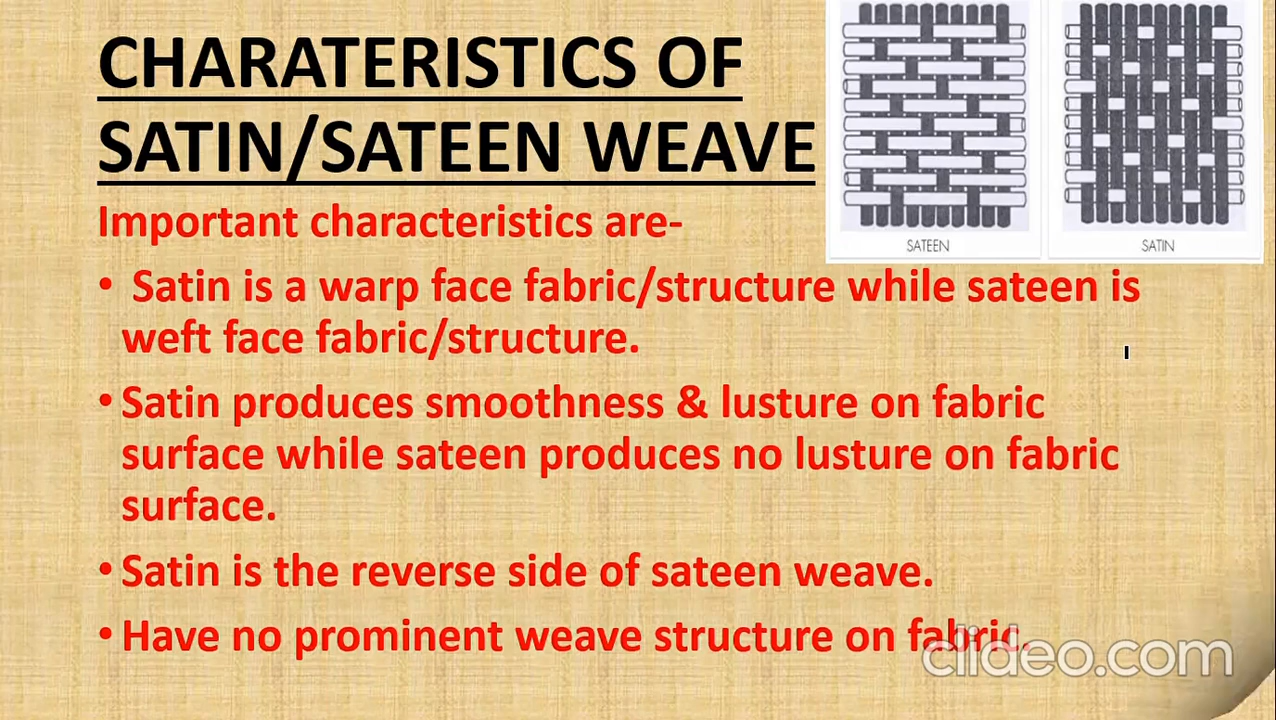 CHARATERISTICS OF
SATIN/SATEEN WEAVE
SATEEN
SATIN
Important characteristics are-
• Satin is a warp face fabric/structure while sateen is
weft face fabric/structure.
• Satin produces smoothness & lusture on fabric
surface while sateen produces no lusture on fabric
surface.
• Satin is the reverse side of sateen weave.
• Have no prominent weave structure on fabric.
clideo.com